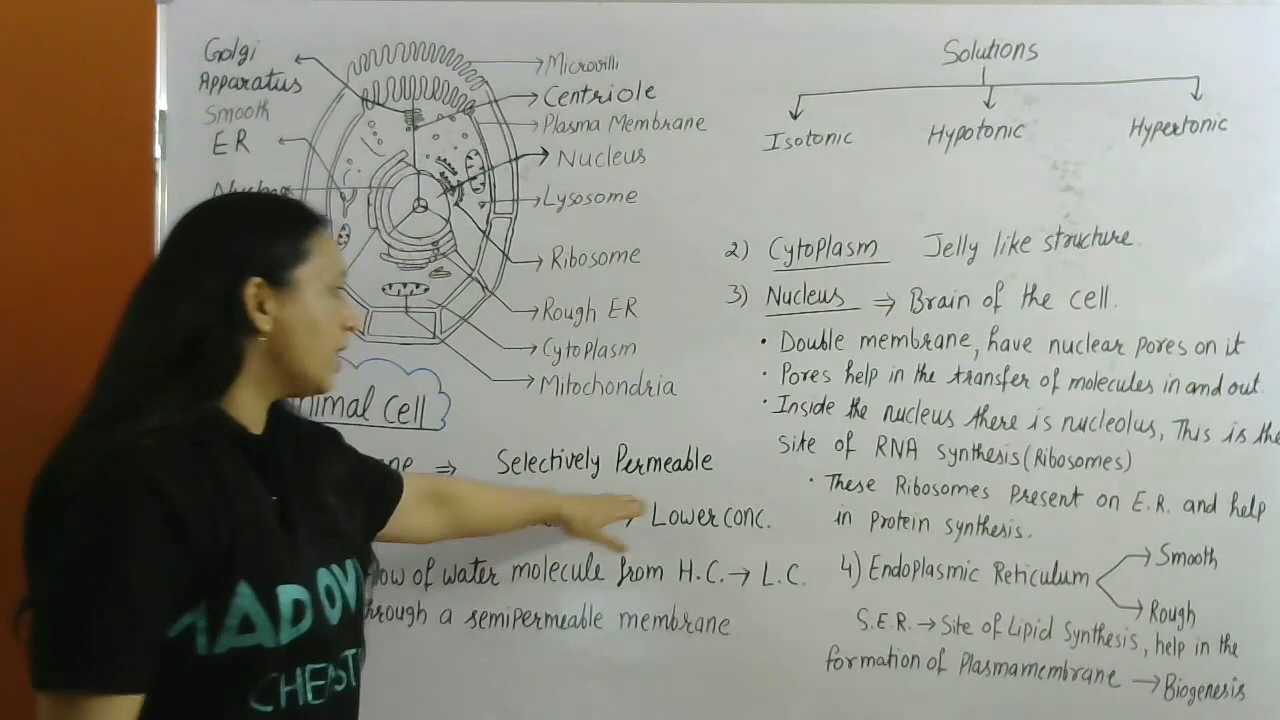 Golgi
Apparatus
Smooth
ER
Microvilli
Centriole
Plasma Membrane
Nucleus
Lysosome
Ribosome
Rough ER
Cytoplasm
Mitochondria
Cell
⇒ Selectively Permeable
→ Lower conc.
of water molecule from H.C. → L.C.
a semipermeable membrane
Solutions
Isotonic Hypotonic Hypertonic
2) Cytoplasm Jelly like structure
3) Nucleus ⇒ Brain of the cell.
• Double membrane, have nuclear pores on it
• Pores help in the transfer of molecules in and out.
• Inside the nucleus there is nucleolus, This is the
Site of RNA synthesis (Ribosomes)
• These Ribosomes Present on E.R. and help
in Protein synthesis.
4) Endoplasmic Reticulum
Smooth
Rough
S.E.R. → Site of Lipid Synthesis, help in the
formation of Plasmamembrane → Biogenesis